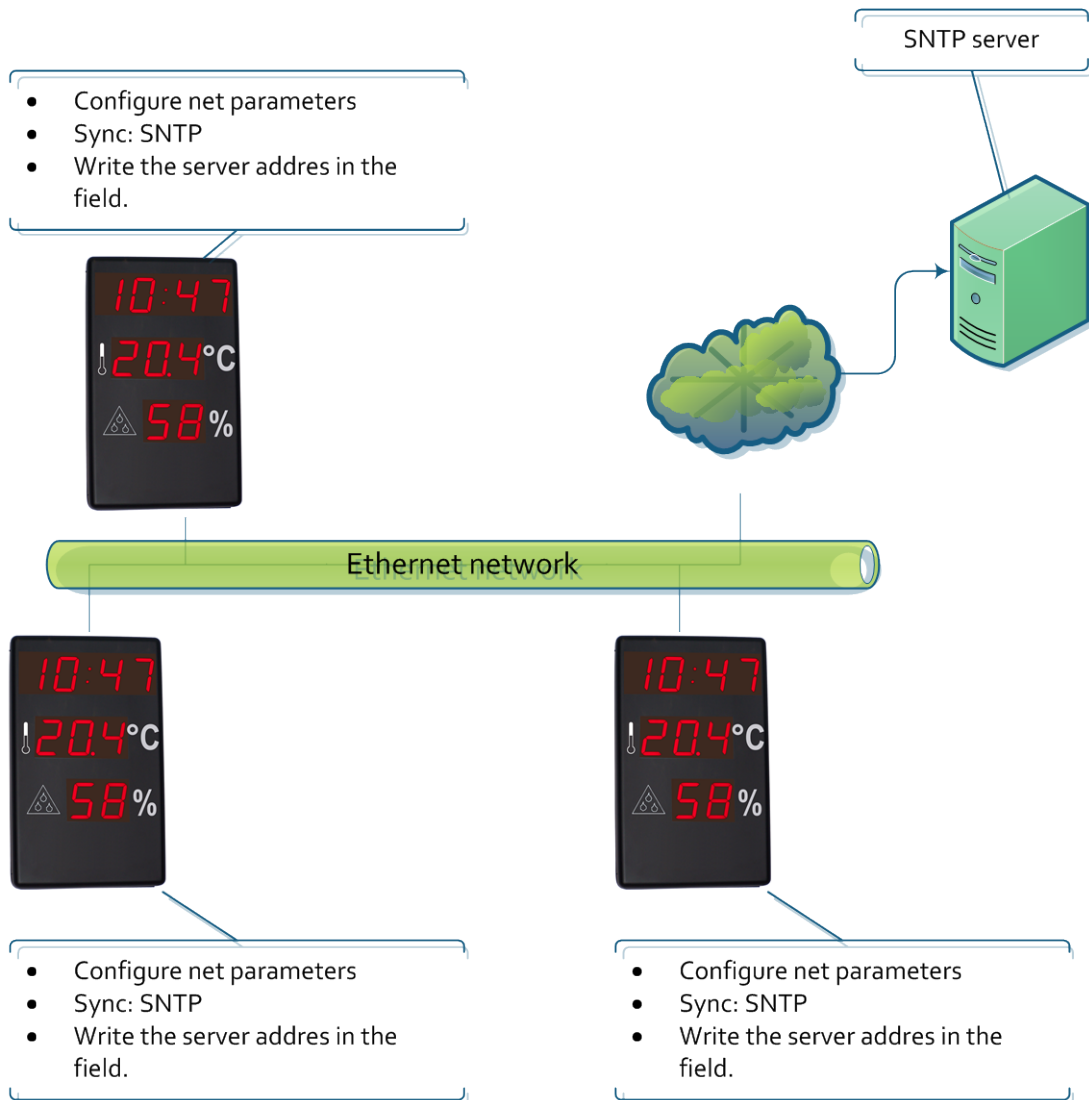 SNTP server
• Configure net parameters
• Sync: SNTP
• Write the server addres in the
field.
10:47
20.4°C
58%
Ethernet network
10:47
20.4°C
58%
10:47
20.4°C
58%
• Configure net parameters
• Sync: SNTP
• Write the server addres in the
field.
• Configure net parameters
• Sync: SNTP
• Write the server addres in the
field.